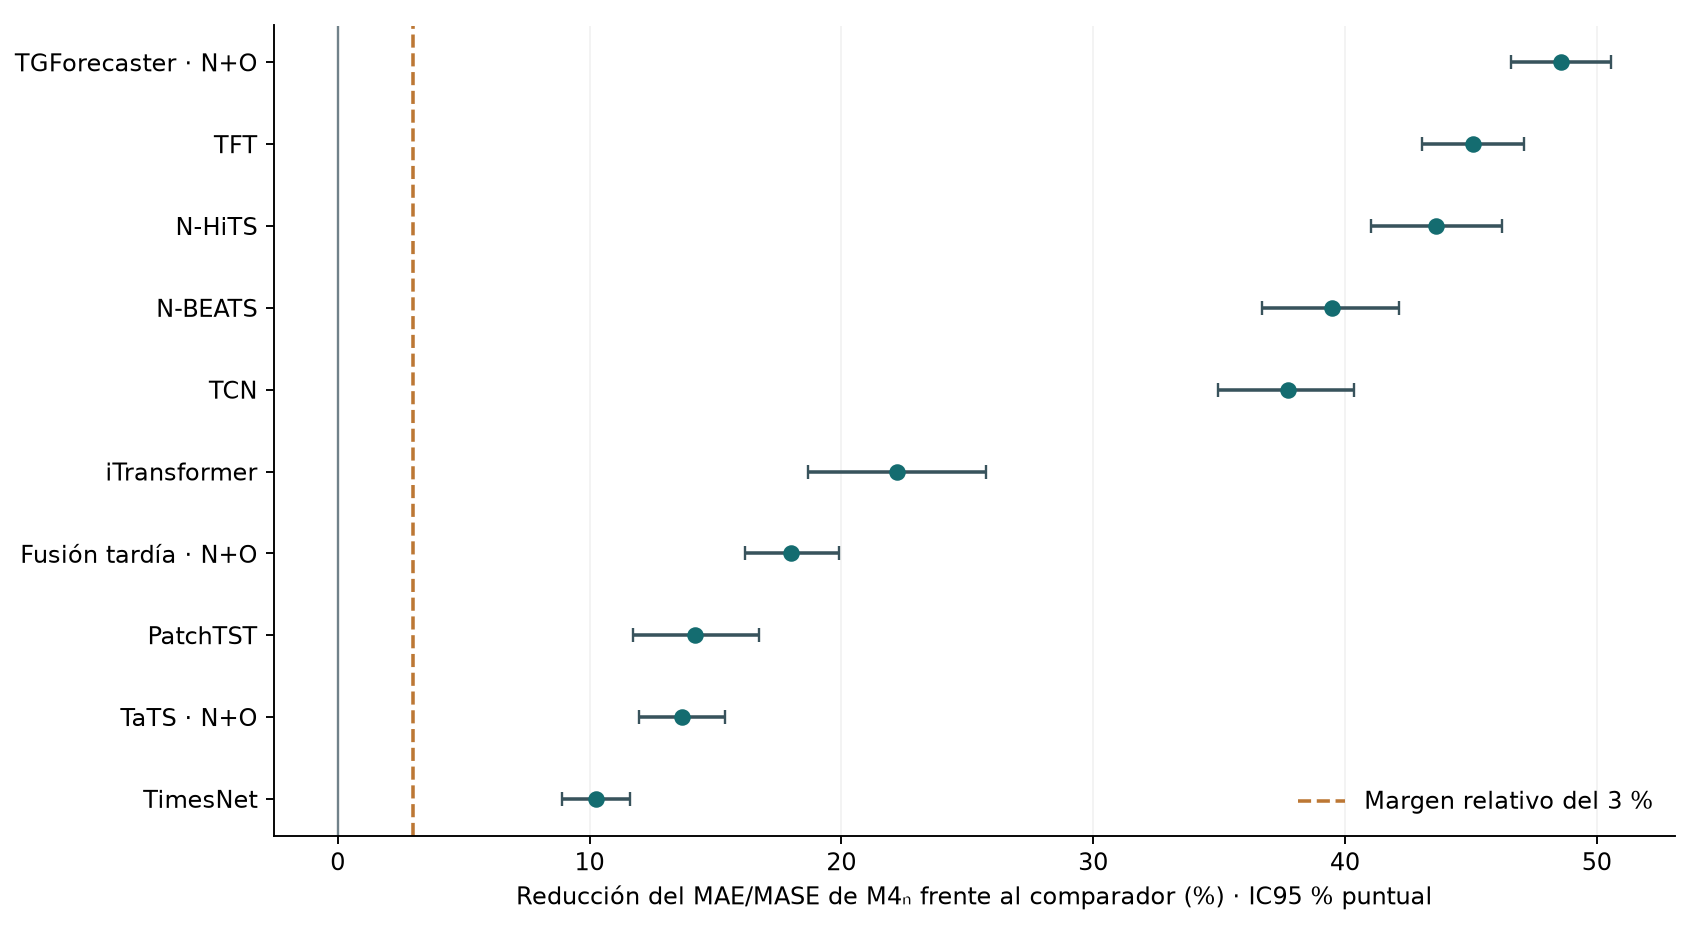 TGForecaster · N+O
TFT
N-HiTS
N-BEATS
TCN
iTransformer
Fusión tardía · N+O
PatchTST
TaTS · N+O
TimesNet
Margen relativo del 3 %
0 10 20 30 40 50
Reducción del MAE/MASE de M4ₙ frente al comparador (%) · IC95 % puntual